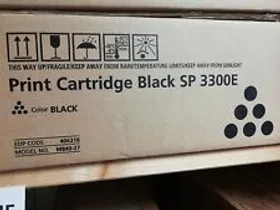 THIS WAY UP/FRAGILE/KEEP AWAY FROM RAIN/TEMPERATURE LIMITS/KEEP AWAY FROM SUNLIGHT
Print Cartridge Black SP 3300E
Color BLACK
EDP CODE
MODEL NO.